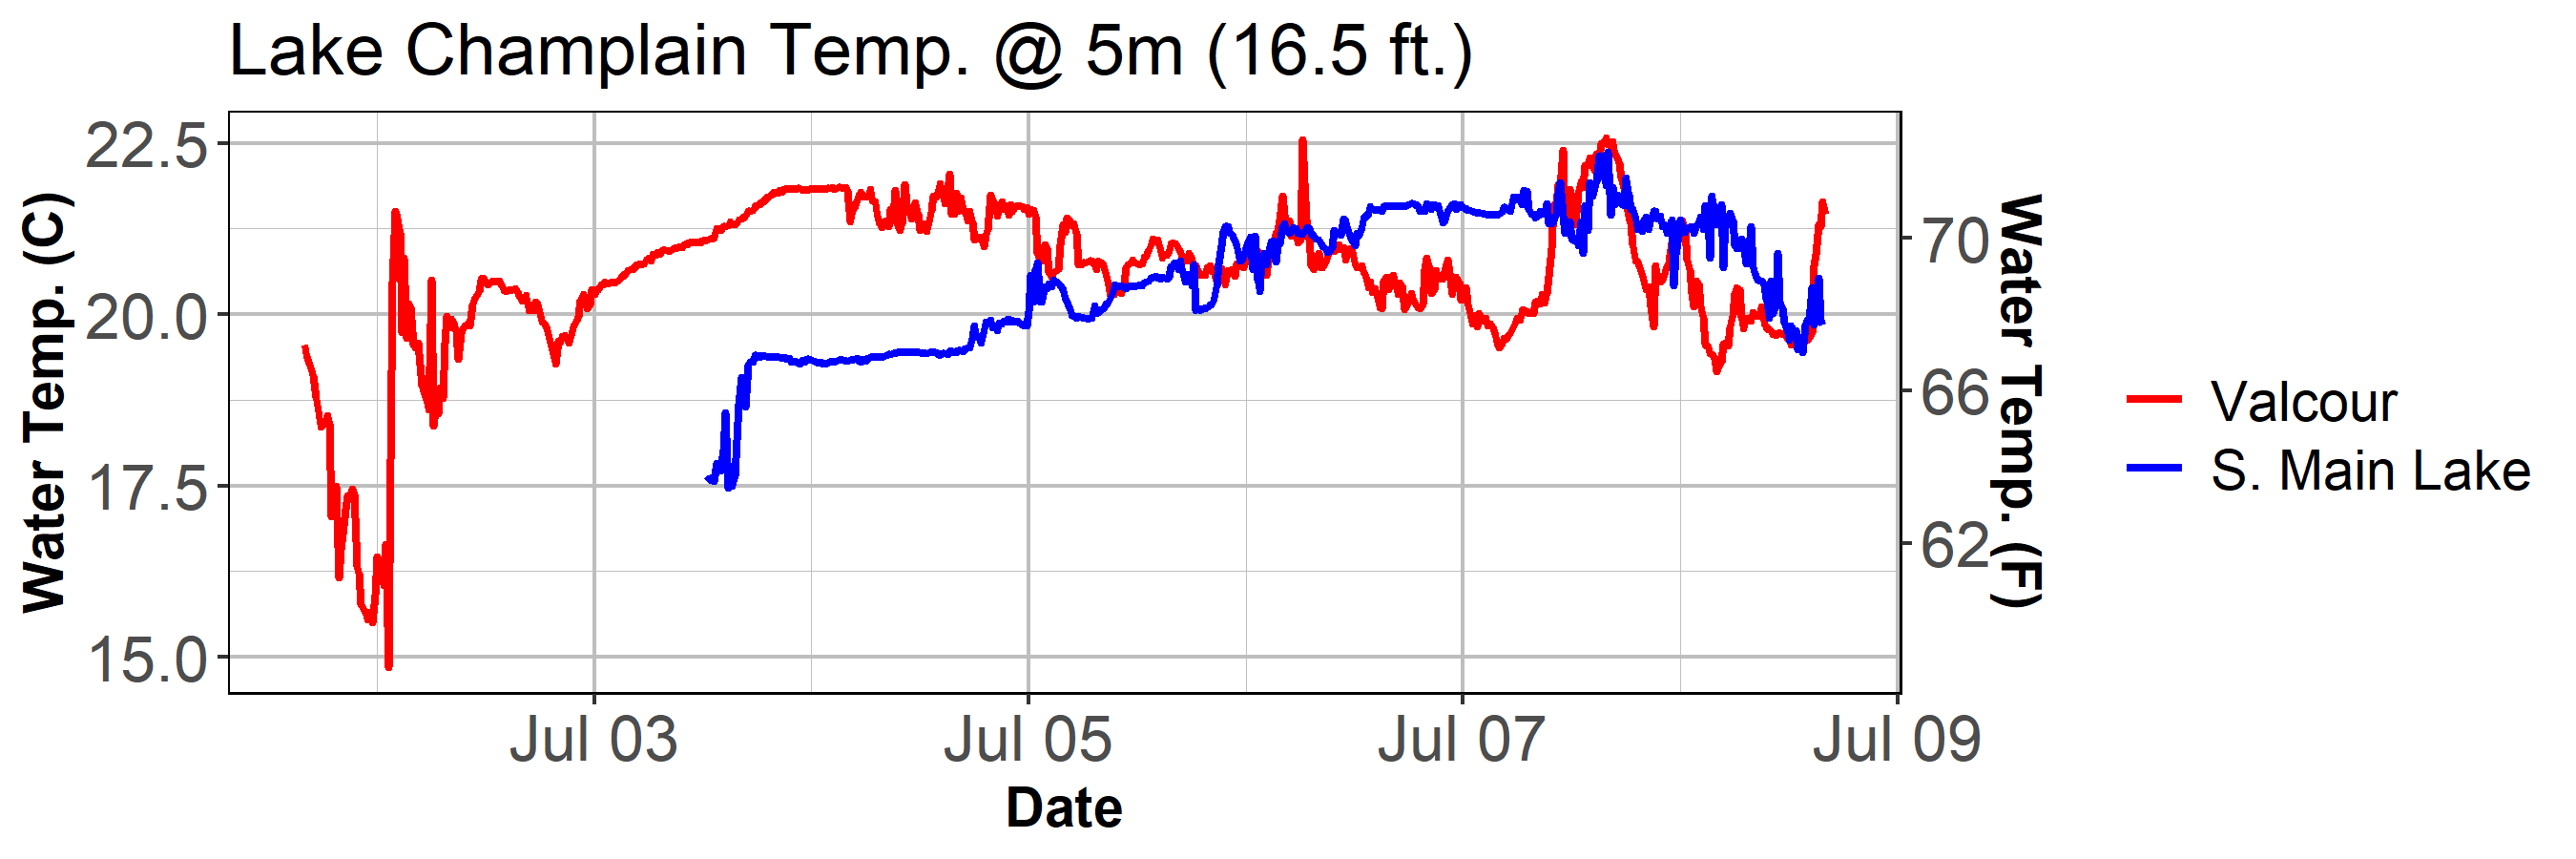 Lake Champlain Temp. @ 5m (16.5 ft.)
Water Temp. (C)
22.5
20.0
17.5
15.0
70
66
62
Water Temp. (F)
Jul 03
Jul 05
Jul 07
Jul 09
Date
Valcour
S. Main Lake